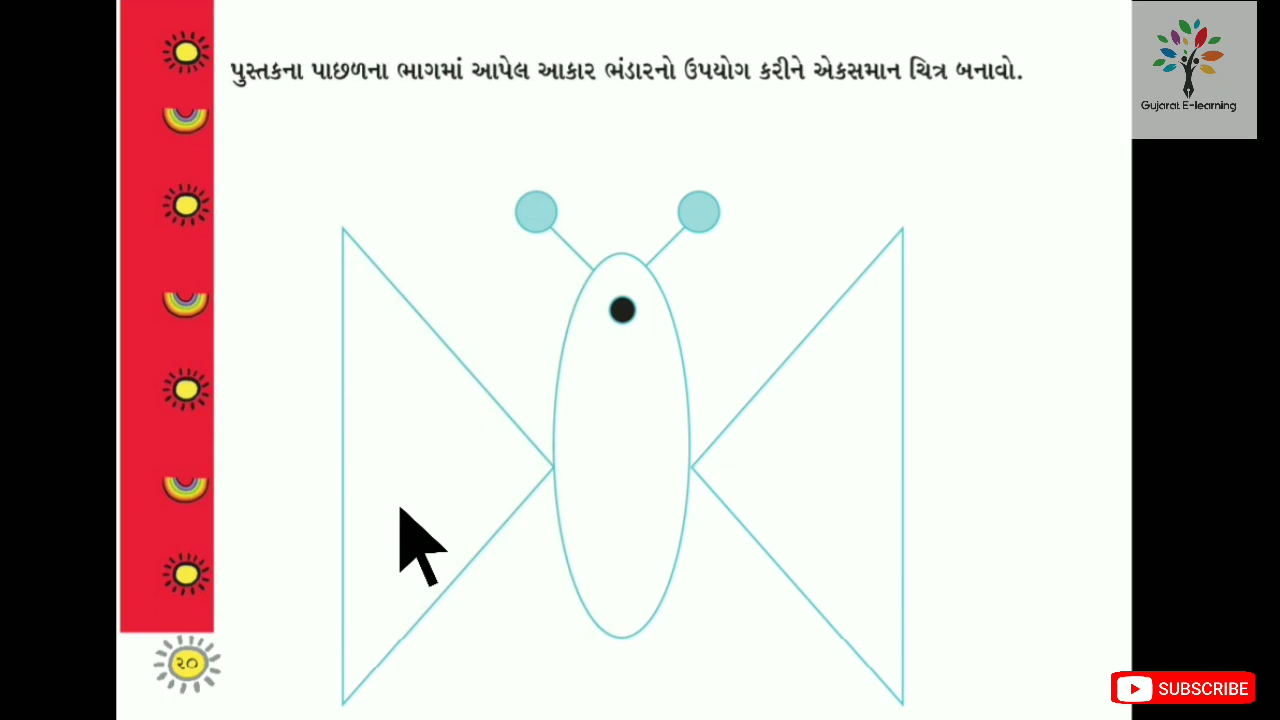 પુસ્તકના પાછળના ભાગમાં આપેલ આકાર ભંડારનો ઉપયોગ કરીને એકસમાન ચિત્ર બનાવો.
Gujarat E-learning
૨૦
SUBSCRIBE